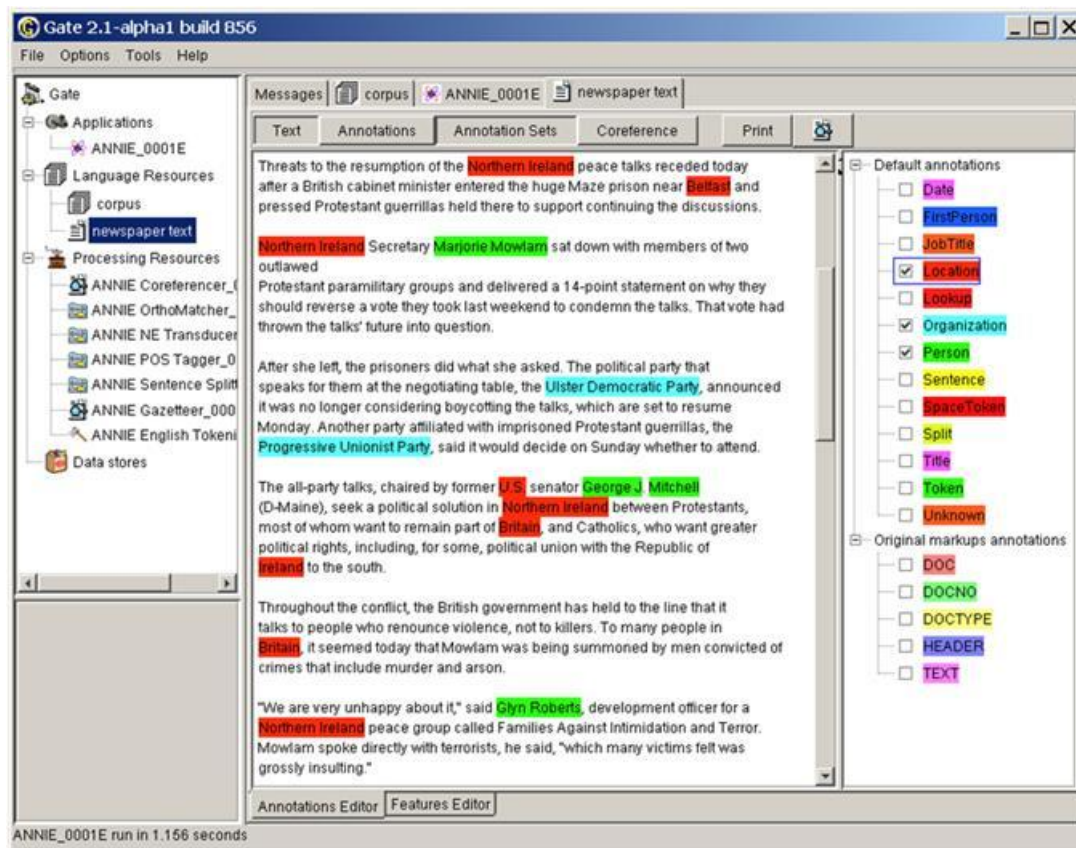 Gate 2.1-alpha1 build 856
File Options Tools Help
Gate
Applications
ANNIE_0001E
Language Resources
corpus
newspaper text
Processing Resources
ANNIE Coreferencer_(
ANNIE OrthoMatcher_
ANNIE NE Transducer
ANNIE POS Tagger_0
ANNIE Sentence Splitt
ANNIE Gazetteer_000
ANNIE English Tokeni
Data stores
Messages corpus ANNIE_0001E newspaper text
Text Annotations Annotation Sets Coreference Print
Threats to the resumption of the Northern Ireland peace talks receded today
after a British cabinet minister entered the huge Maze prison near Belfast and
pressed Protestant guerrillas held there to support continuing the discussions.
Northern Ireland Secretary Marjorie Mowlam sat down with members of two
outlawed
Protestant paramilitary groups and delivered a 14-point statement on why they
should reverse a vote they took last weekend to condemn the talks. That vote had
thrown the talks' future into question.
After she left, the prisoners did what she asked. The political party that
speaks for them at the negotiating table, the Ulster Democratic Party, announced
it was no longer considering boycotting the talks, which are set to resume
Monday. Another party affiliated with imprisoned Protestant guerrillas, the
Progressive Unionist Party, said it would decide on Sunday whether to attend.
The all-party talks, chaired by former U.S. senator George J. Mitchell
(D-Maine), seek a political solution in Northern Ireland between Protestants,
most of whom want to remain part of Britain, and Catholics, who want greater
political rights, including, for some, political union with the Republic of
Ireland to the south.
Throughout the conflict, the British government has held to the line that it
talks to people who renounce violence, not to killers. To many people in
Britain, it seemed today that Mowlam was being summoned by men convicted of
crimes that include murder and arson.
"We are very unhappy about it," said Glyn Roberts, development officer for a
Northern Ireland peace group called Families Against Intimidation and Terror.
Mowlam spoke directly with terrorists, he said, "which many victims felt was
grossly insulting."
Annotations Editor Features Editor
Default annotations
Date
FirstPerson
JobTitle
Location
Lookup
Organization
Person
Sentence
SpaceToken
Split
Title
Token
Unknown
Original markups annotations
DOC
DOCNO
DOCTYPE
HEADER
TEXT
ANNIE_0001E run in 1.156 seconds